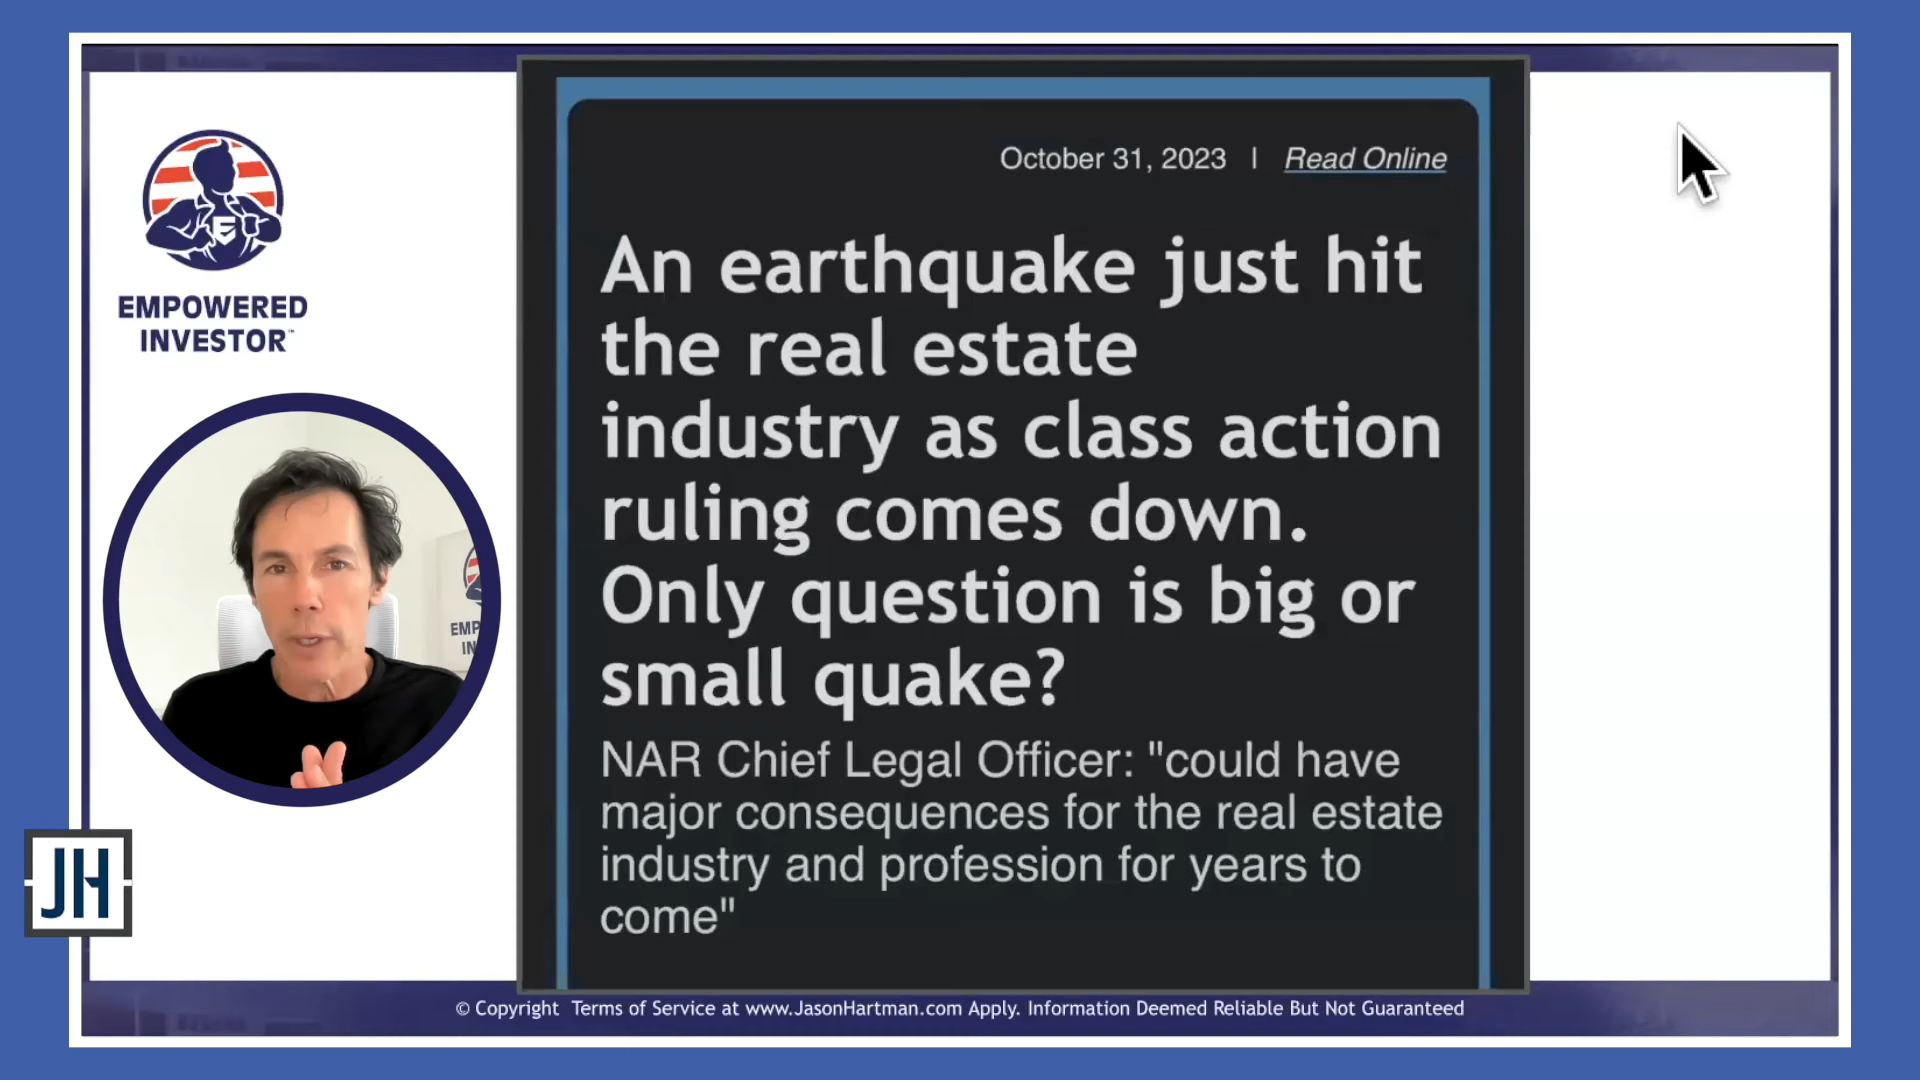 October 31, 2023 | Read Online
An earthquake just hit
the real estate
industry as class action
ruling comes down.
Only question is big or
small quake?
NAR Chief Legal Officer: "could have
major consequences for the real estate
industry and profession for years to
come"
EMPOWERED
INVESTOR™
EMP
IN
JH
© Copyright Terms of Service at www.JasonHartman.com Apply. Information Deemed Reliable But Not Guaranteed